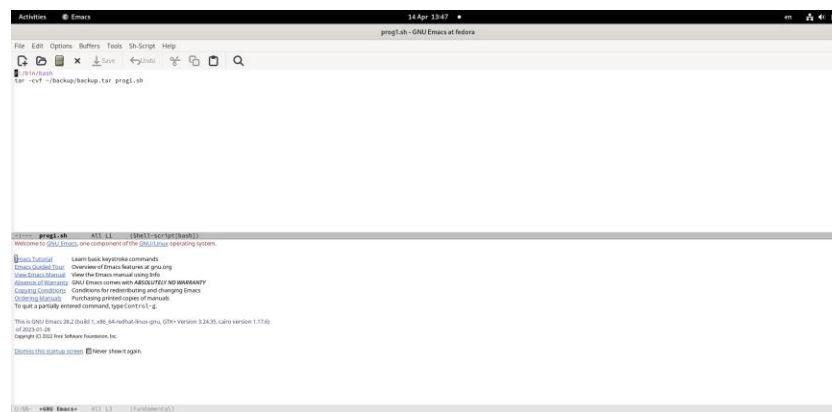 Activities Emacs 14 Apr 13:47 en
prog1.sh - GNU Emacs at fedora
File Edit Options Buffers Tools Sh-Script Help
Save Undo
#!/bin/bash
tar -cvf ~/backup/backup.tar prog1.sh
-:--- prog1.sh All L1 (Shell-script[bash])
Welcome to GNU Emacs, one component of the GNU/Linux operating system.
Emacs Tutorial Learn basic keystroke commands
Emacs Guided Tour Overview of Emacs features at gnu.org
View Emacs Manual View the Emacs manual using Info
Absence of Warranty GNU Emacs comes with ABSOLUTELY NO WARRANTY
Copying Conditions Conditions for redistributing and changing Emacs
Ordering Manuals Purchasing printed copies of manuals
To quit a partially entered command, type Control-g.
This is GNU Emacs 28.2 (build 1, x86_64-redhat-linux-gnu, GTK+ Version 3.24.35, cairo version 1.17.6)
of 2023-01-28
Copyright (C) 2022 Free Software Foundation, Inc.
Dismiss this startup screen Never show it again.
U:%%- *GNU Emacs* All L3 (Fundamental)